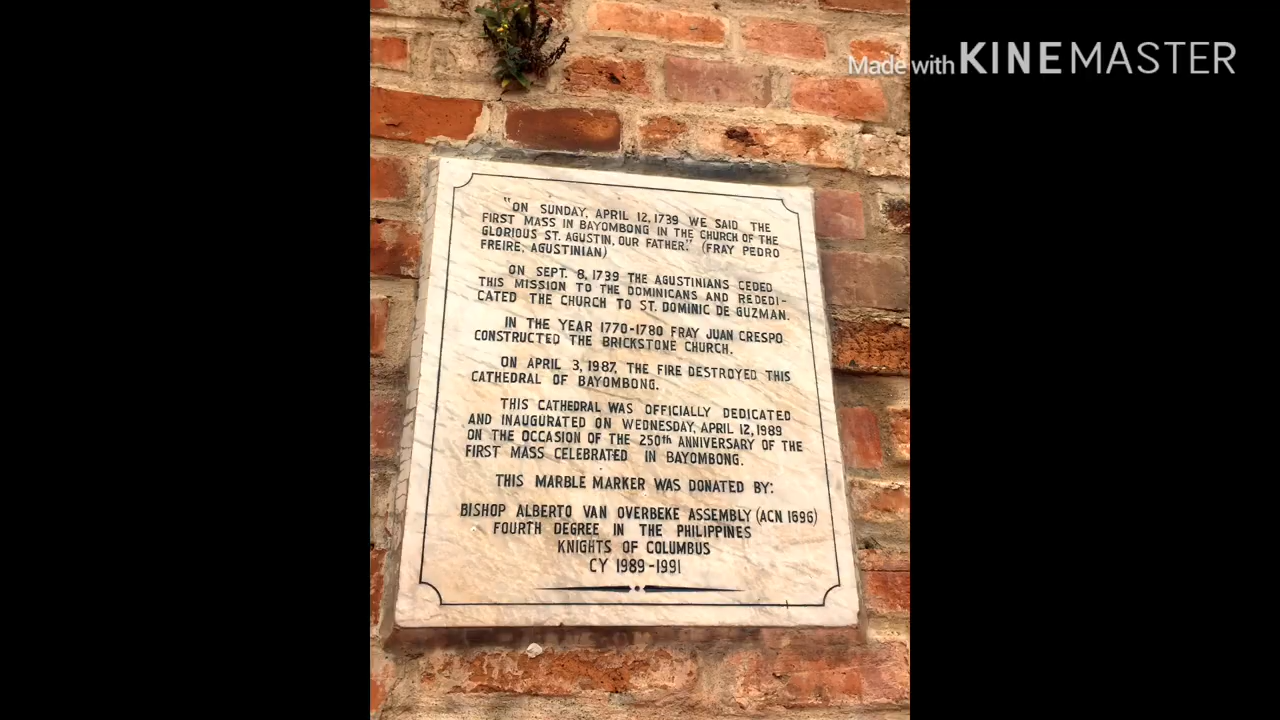 Made with KINEMASTER
"ON SUNDAY, APRIL 12, 1739 WE SAID THE
FIRST MASS IN BAYOMBONG IN THE CHURCH OF THE
GLORIOUS ST. AGUSTIN, OUR FATHER." (FRAY PEDRO
FREIRE, AGUSTINIAN)
ON SEPT. 8, 1739 THE AGUSTINIANS CEDED
THIS MISSION TO THE DOMINICANS AND REDEDI-
CATED THE CHURCH TO ST. DOMINIC DE GUZMAN.
IN THE YEAR 1770-1780 FRAY JUAN CRESPO
CONSTRUCTED THE BRICKSTONE CHURCH.
ON APRIL 3, 1987, THE FIRE DESTROYED THIS
CATHEDRAL OF BAYOMBONG.
THIS CATHEDRAL WAS OFFICIALLY DEDICATED
AND INAUGURATED ON WEDNESDAY, APRIL 12, 1989
ON THE OCCASION OF THE 250th ANNIVERSARY OF THE
FIRST MASS CELEBRATED IN BAYOMBONG.
THIS MARBLE MARKER WAS DONATED BY:
BISHOP ALBERTO VAN OVERBEKE ASSEMBLY (ACN 1696)
FOURTH DEGREE IN THE PHILIPPINES
KNIGHTS OF COLUMBUS
CY 1989-1991